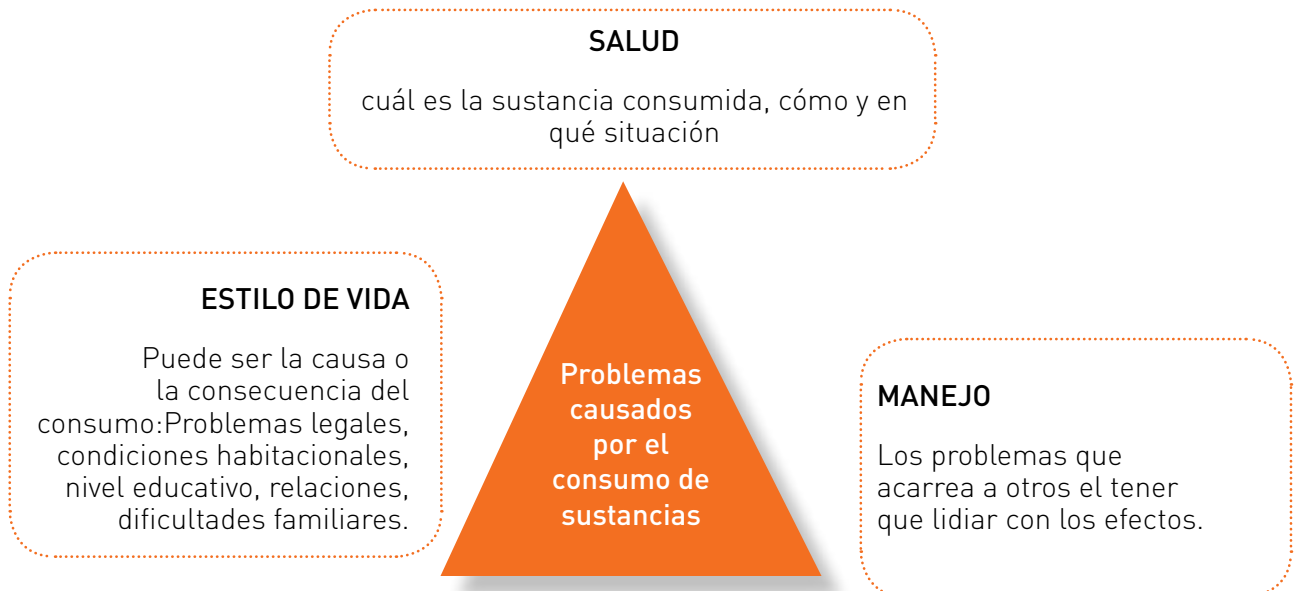 SALUD
cuál es la sustancia consumida, cómo y en
qué situación
ESTILO DE VIDA
Puede ser la causa o
la consecuencia del
consumo:Problemas legales,
condiciones habitacionales,
nivel educativo, relaciones,
dificultades familiares.
Problemas
causados
por el
consumo de
sustancias
MANEJO
Los problemas que
acarrea a otros el tener
que lidiar con los efectos.